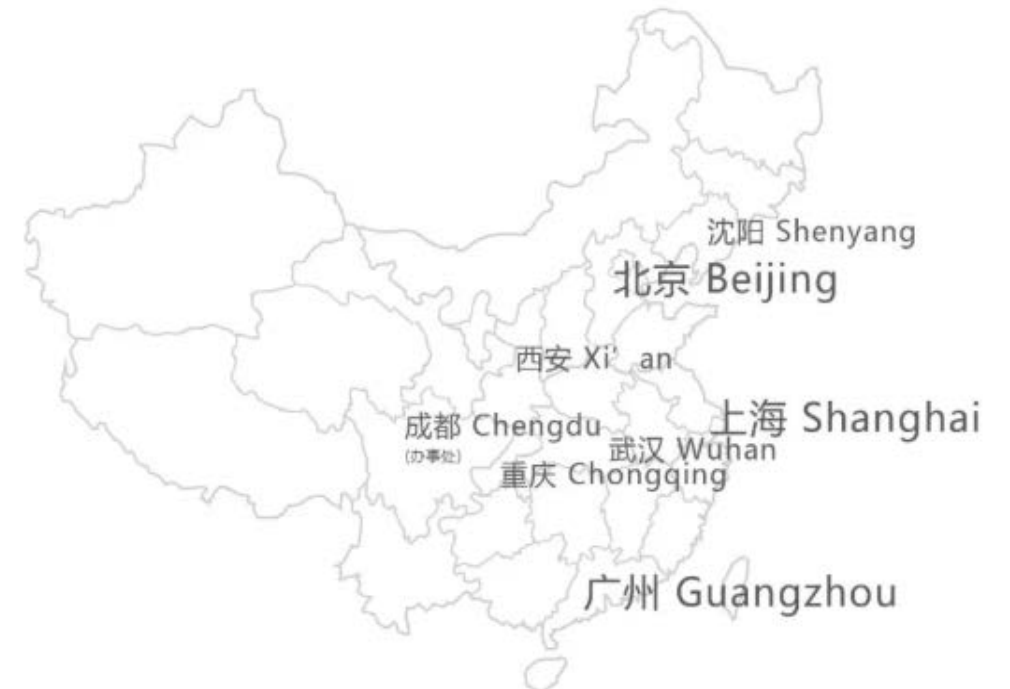 沈阳 Shenyang
北京 Beijing
西安 Xi’an
上海 Shanghai
成都 Chengdu
(办事处)
武汉 Wuhan
重庆 Chongqing
广州 Guangzhou